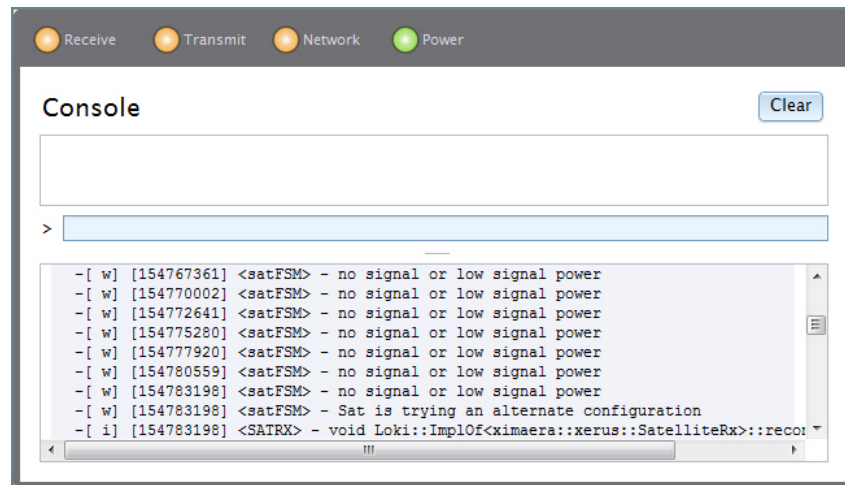 Receive Transmit Network Power
Console
Clear
>
-[ w] [154767361] <satFSM> - no signal or low signal power
-[ w] [154770002] <satFSM> - no signal or low signal power
-[ w] [154772641] <satFSM> - no signal or low signal power
-[ w] [154775280] <satFSM> - no signal or low signal power
-[ w] [154777920] <satFSM> - no signal or low signal power
-[ w] [154780559] <satFSM> - no signal or low signal power
-[ w] [154783198] <satFSM> - no signal or low signal power
-[ w] [154783198] <satFSM> - Sat is trying an alternate configuration
-[ i] [154783198] <SATRX> - void Loki::ImplOf<ximaera::xerus::SatelliteRx>::recon